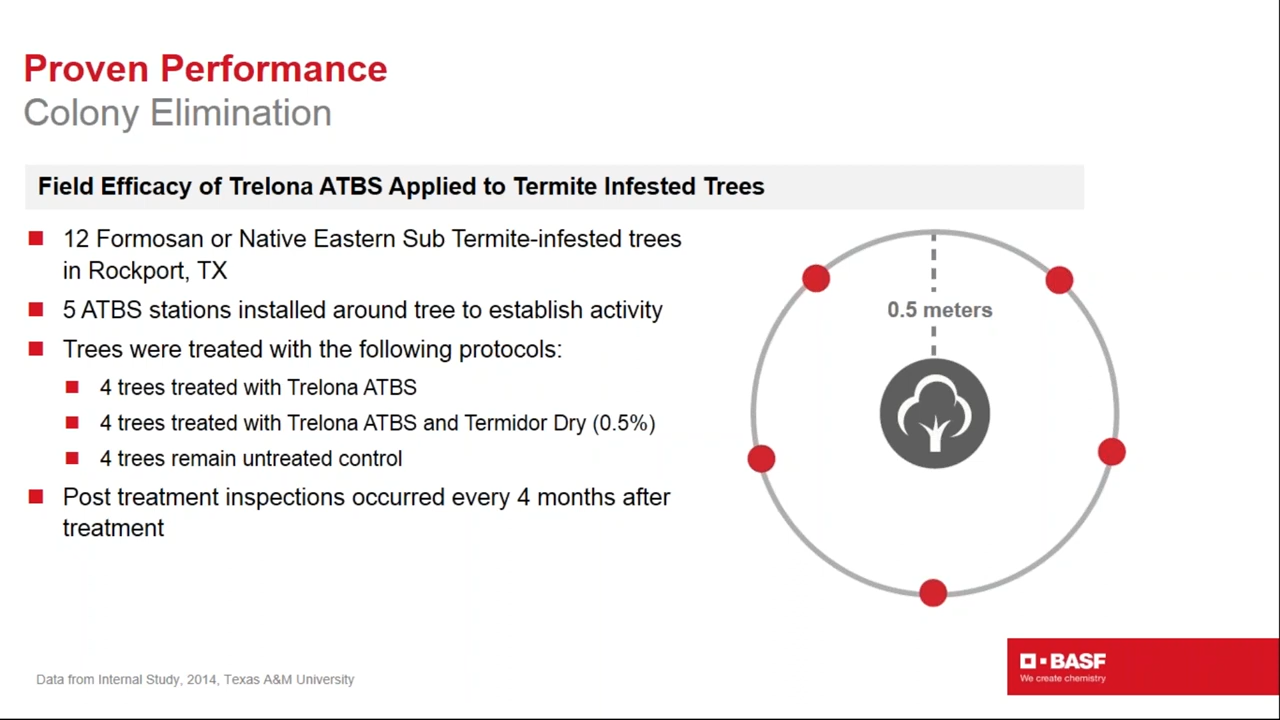 Proven Performance
Colony Elimination
Field Efficacy of Trelona ATBS Applied to Termite Infested Trees
12 Formosan or Native Eastern Sub Termite-infested trees
in Rockport, TX
5 ATBS stations installed around tree to establish activity
Trees were treated with the following protocols:
4 trees treated with Trelona ATBS
4 trees treated with Trelona ATBS and Termidor Dry (0.5%)
4 trees remain untreated control
Post treatment inspections occurred every 4 months after
treatment
0.5 meters
Data from Internal Study, 2014, Texas A&M University
BASF
We create chemistry